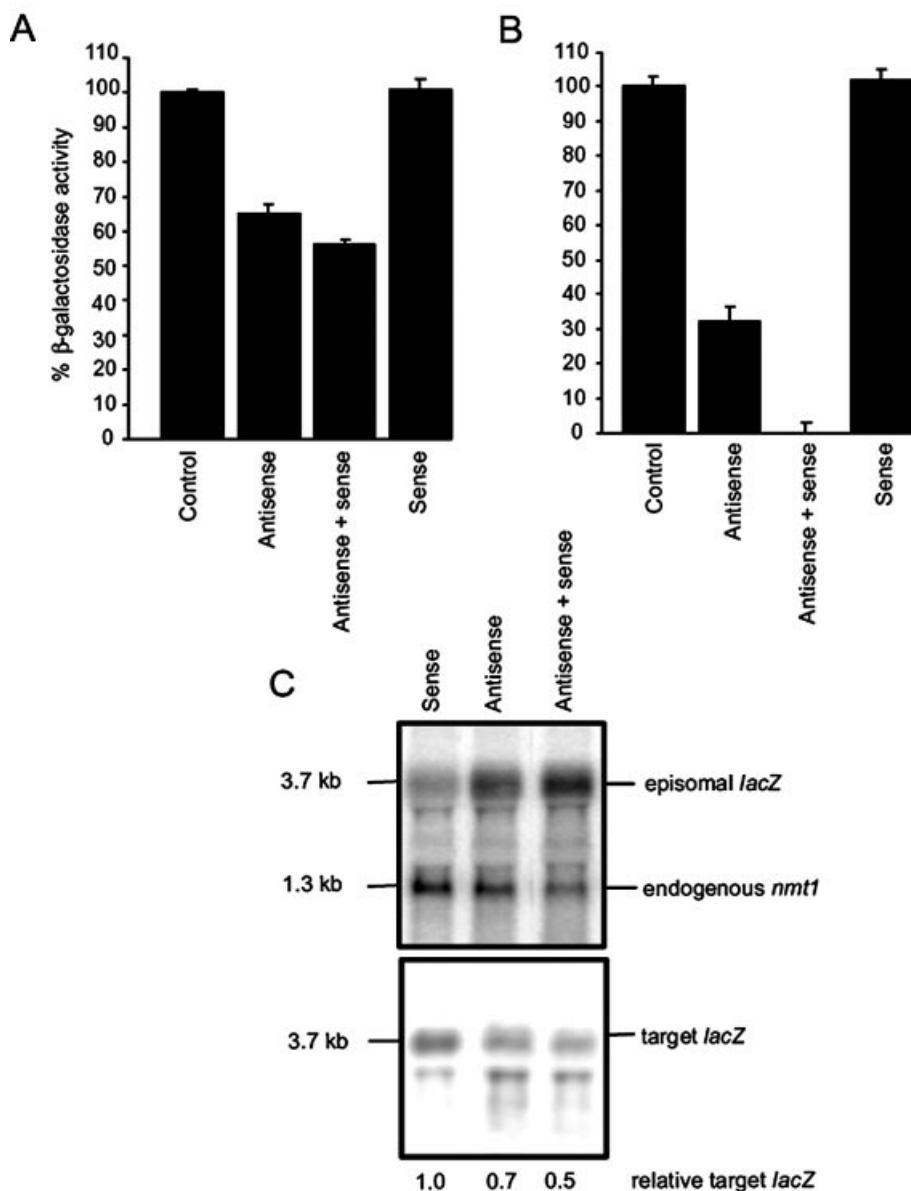 A
% β-galactosidase activity
110
100
90
80
70
60
50
40
30
20
10
0
Control
Antisense
Antisense + sense
Sense
B
110
100
90
80
70
60
50
40
30
20
10
0
Control
Antisense
Antisense + sense
Sense
C
Sense
Antisense
Antisense + sense
3.7 kb
episomal lacZ
1.3 kb
endogenous nmt1
3.7 kb
target lacZ
1.0 0.7 0.5 relative target lacZ